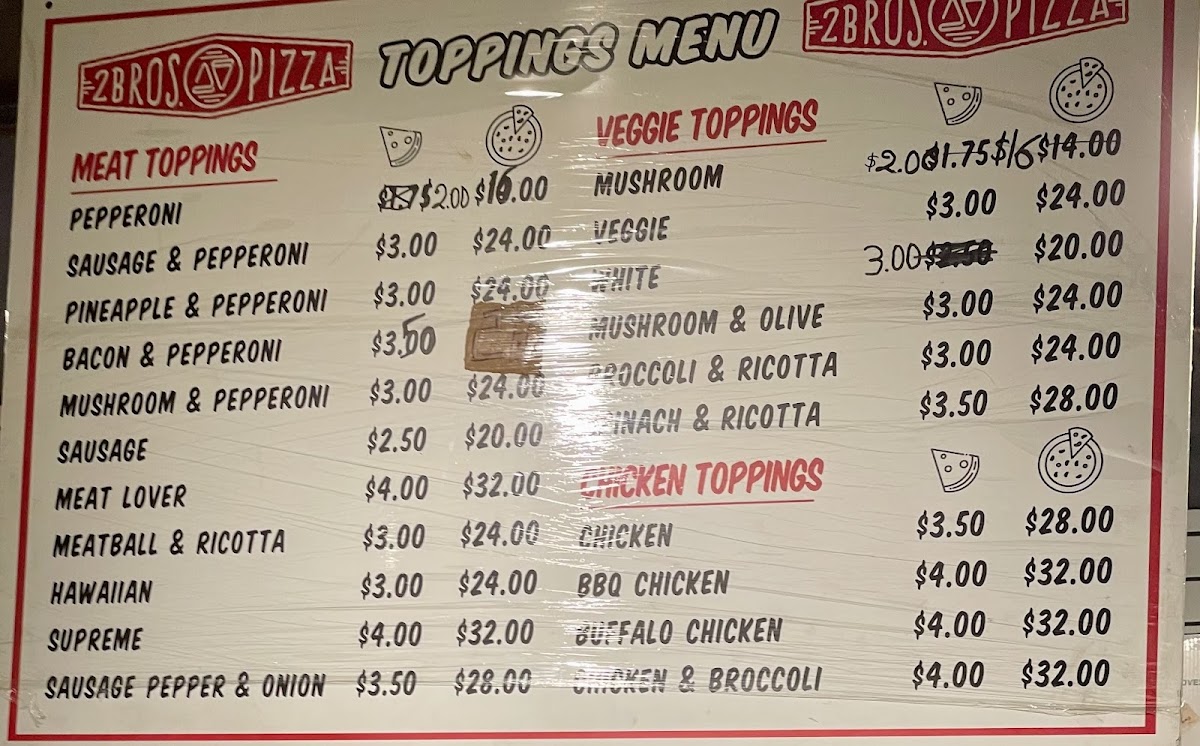 2 BROS. PIZZA
TOPPINGS MENU
2 BROS. PIZZA
MEAT TOPPINGS
PEPPERONI $2.00 $16.00
SAUSAGE & PEPPERONI $3.00 $24.00
PINEAPPLE & PEPPERONI $3.00 $24.00
BACON & PEPPERONI $3.50
MUSHROOM & PEPPERONI $3.00 $24.00
SAUSAGE $2.50 $20.00
MEAT LOVER $4.00 $32.00
MEATBALL & RICOTTA $3.00 $24.00
HAWAIIAN $3.00 $24.00
SUPREME $4.00 $32.00
SAUSAGE PEPPER & ONION $3.50 $28.00
VEGGIE TOPPINGS
MUSHROOM $2.00 $1.75 $16 $14.00
VEGGIE $3.00 $24.00
WHITE 3.00 $2.50 $20.00
MUSHROOM & OLIVE $3.00 $24.00
BROCCOLI & RICOTTA $3.00 $24.00
SPINACH & RICOTTA $3.50 $28.00
CHICKEN TOPPINGS
CHICKEN $3.50 $28.00
BBQ CHICKEN $4.00 $32.00
BUFFALO CHICKEN $4.00 $32.00
CHICKEN & BROCCOLI $4.00 $32.00